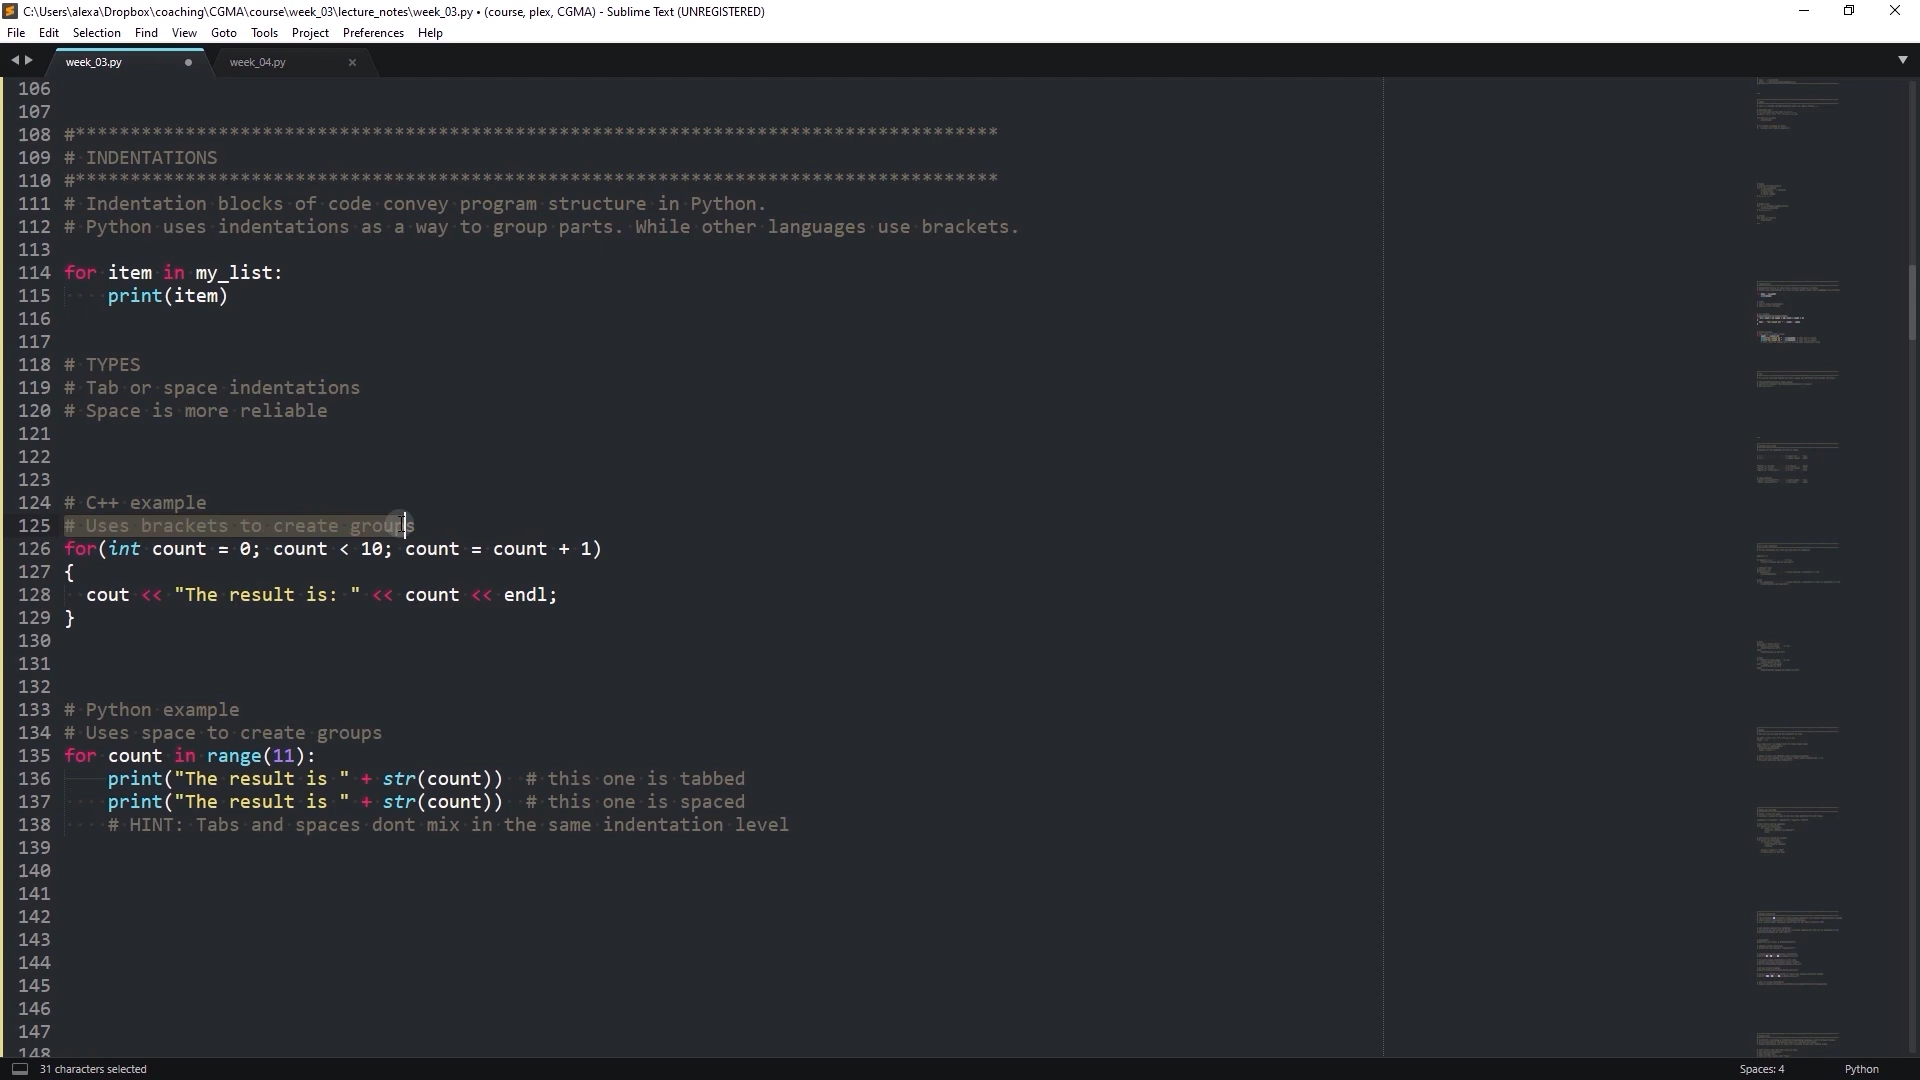 C:\Users\alexa\Dropbox\coaching\CGMA\course\week_03\lecture_notes\week_03.py • (course, plex, CGMA) - Sublime Text (UNREGISTERED)
File Edit Selection Find View Goto Tools Project Preferences Help
week_03.py week_04.py
106
107
108 #************************************************************************************
109 # INDENTATIONS
110 #************************************************************************************
111 # Indentation blocks of code convey program structure in Python.
112 # Python uses indentations as a way to group parts. While other languages use brackets.
113
114 for item in my_list:
115     print(item)
116
117
118 # TYPES
119 # Tab or space indentations
120 # Space is more reliable
121
122
123
124 # C++ example
125 # Uses brackets to create groups
126 for(int count = 0; count < 10; count = count + 1)
127 {
128   cout << "The result is: " << count << endl;
129 }
130
131
132
133 # Python example
134 # Uses space to create groups
135 for count in range(11):
136     print("The result is " + str(count))  # this one is tabbed
137     print("The result is " + str(count))  # this one is spaced
138     # HINT: Tabs and spaces dont mix in the same indentation level
139
140
141
142
143
144
145
146
147
148
31 characters selected Spaces: 4 Python